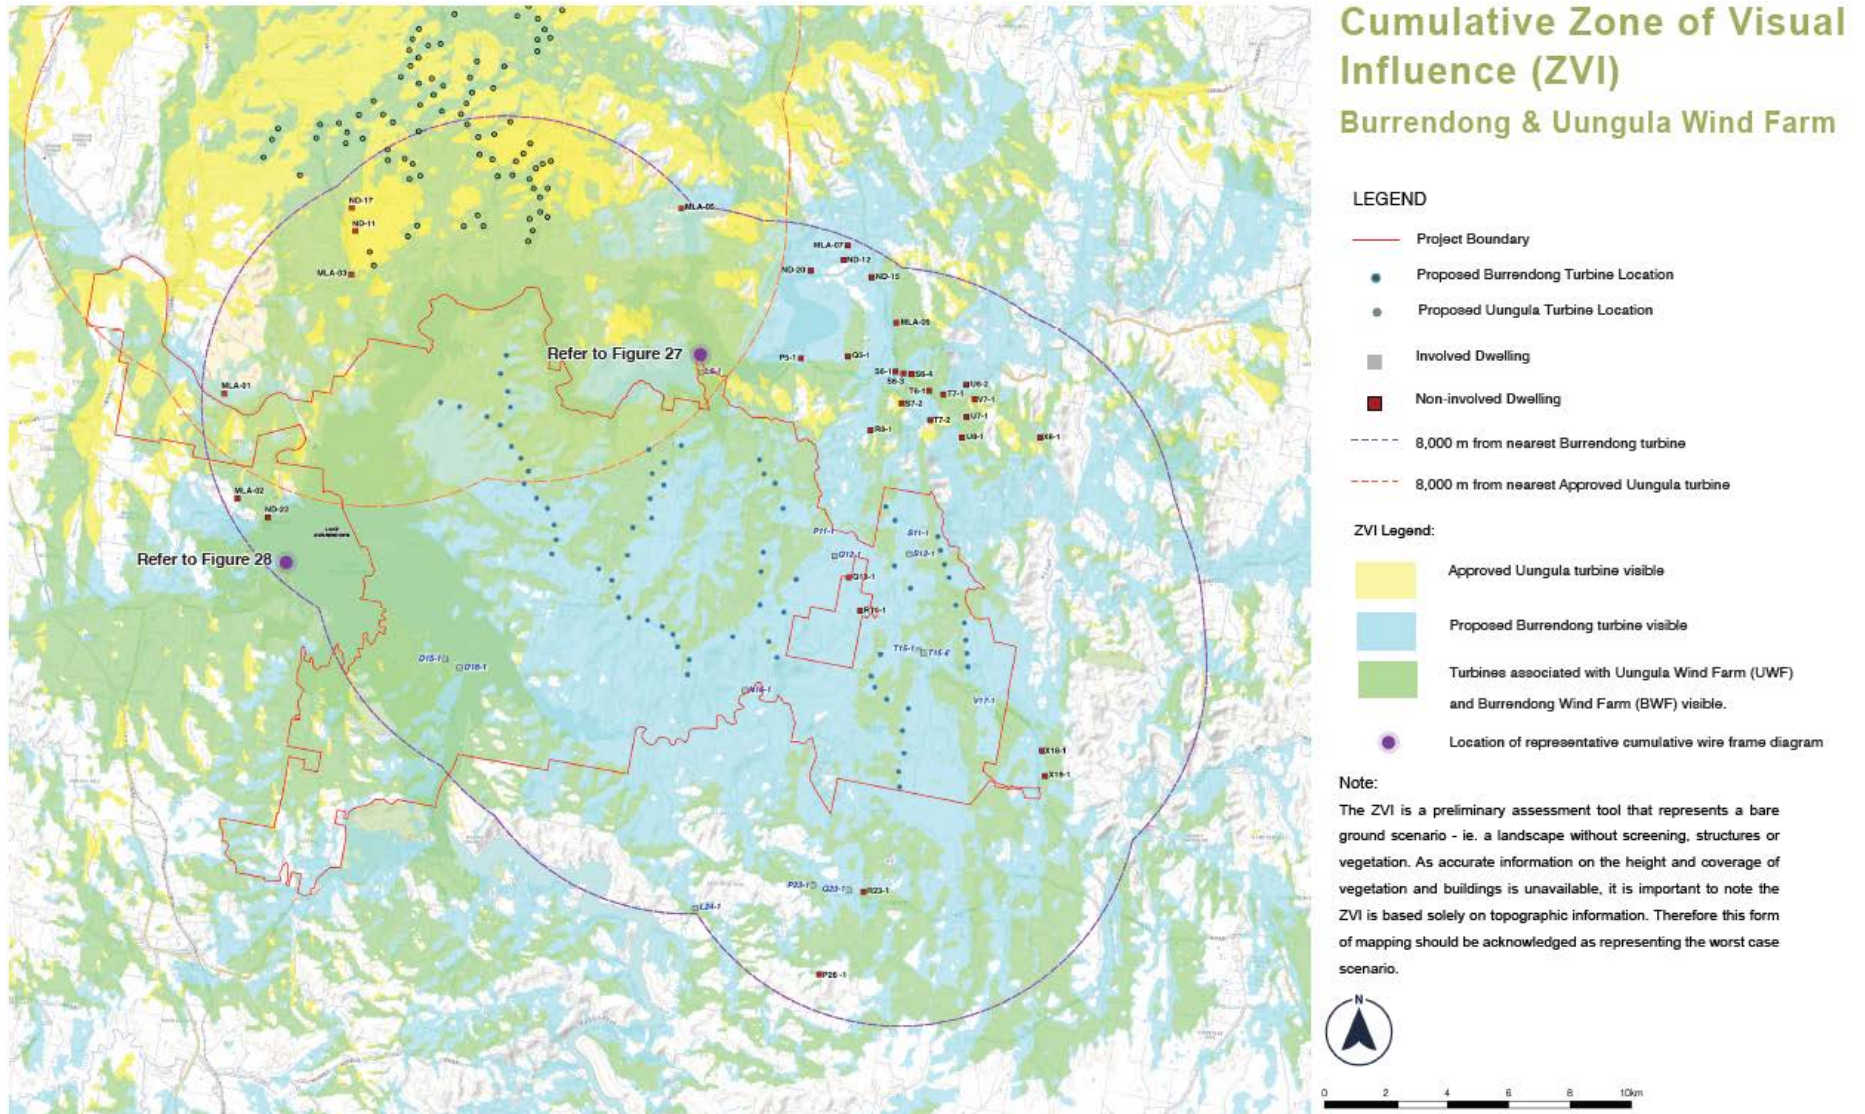 Cumulative Zone of Visual
Influence (ZVI)
Burrendong & Uungula Wind Farm
LEGEND
Project Boundary
Proposed Burrendong Turbine Location
Proposed Uungula Turbine Location
Involved Dwelling
Non-involved Dwelling
8,000 m from nearest Burrendong turbine
8,000 m from nearest Approved Uungula turbine
ZVI Legend:
Approved Uungula turbine visible
Proposed Burrendong turbine visible
Turbines associated with Uungula Wind Farm (UWF)
and Burrendong Wind Farm (BWF) visible.
Location of representative cumulative wire frame diagram
Note:
The ZVI is a preliminary assessment tool that represents a bare
ground scenario - ie. a landscape without screening, structures or
vegetation. As accurate information on the height and coverage of
vegetation and buildings is unavailable, it is important to note the
ZVI is based solely on topographic information. Therefore this form
of mapping should be acknowledged as representing the worst case
scenario.
N
0 2 4 6 8 10km
ND-17
MLA-06
ND-11
MLA-07
ND-12
MLA-03
ND-20
ND-15
MLA-05
Refer to Figure 27
P5-1
Q5-1
S6-1
S6-4
S6-3
MLA-01
U6-2
T6-1
T7-1
V7-1
S7-2
U7-1
T7-2
R8-1
U8-1
X8-1
MLA-02
ND-22
P11-1
S11-1
Q12-1
S12-1
Refer to Figure 28
Q13-1
T15-1
O15-1
O16-1
N16-1
V17-1
X18-1
X19-1
P23-1
Q23-1
R23-1
L24-1
P26 -1